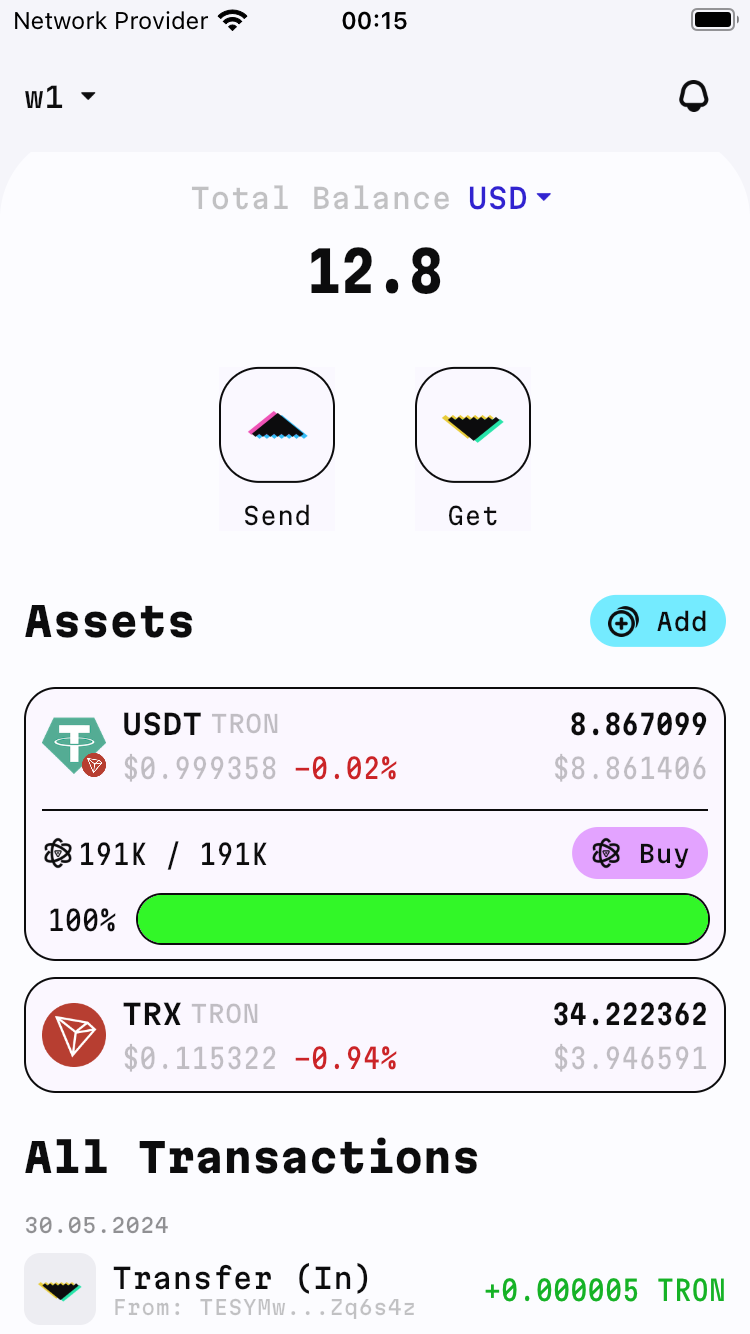 Network Provider 00:15
w1
Total Balance USD
12.8
Send Get
Assets Add
USDT TRON 8.867099
$0.999358 -0.02% $8.861406
191K / 191K Buy
100%
TRX TRON 34.222362
$0.115322 -0.94% $3.946591
All Transactions
30.05.2024
Transfer (In) +0.000005 TRON
From: TESYMw...Zq6s4z